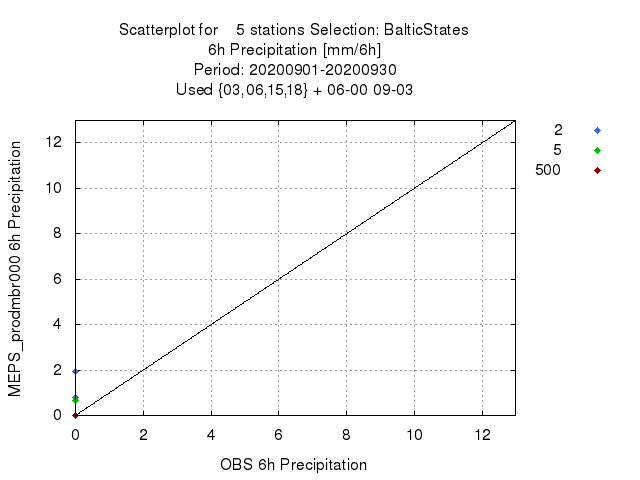 Scatterplot for 5 stations Selection: BalticStates
6h Precipitation [mm/6h]
Period: 20200901-20200930
Used {03,06,15,18} + 06-00 09-03
2
5
500
MEPS_prodmbr000 6h Precipitation
12
10
8
6
4
2
0
0 2 4 6 8 10 12
OBS 6h Precipitation